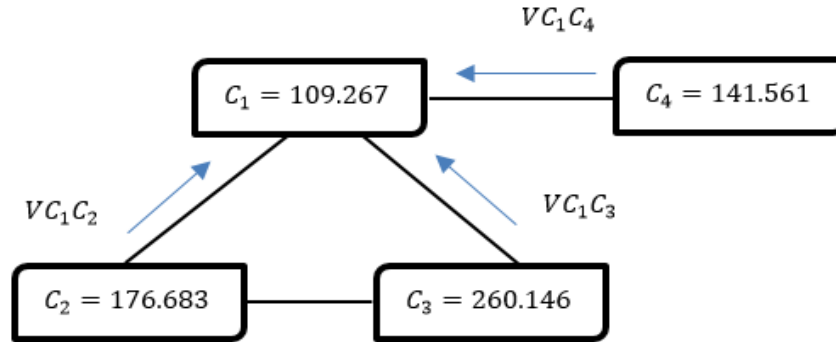 VC₁C₄
C₁ = 109.267
C₄ = 141.561
VC₁C₂
VC₁C₃
C₂ = 176.683
C₃ = 260.146